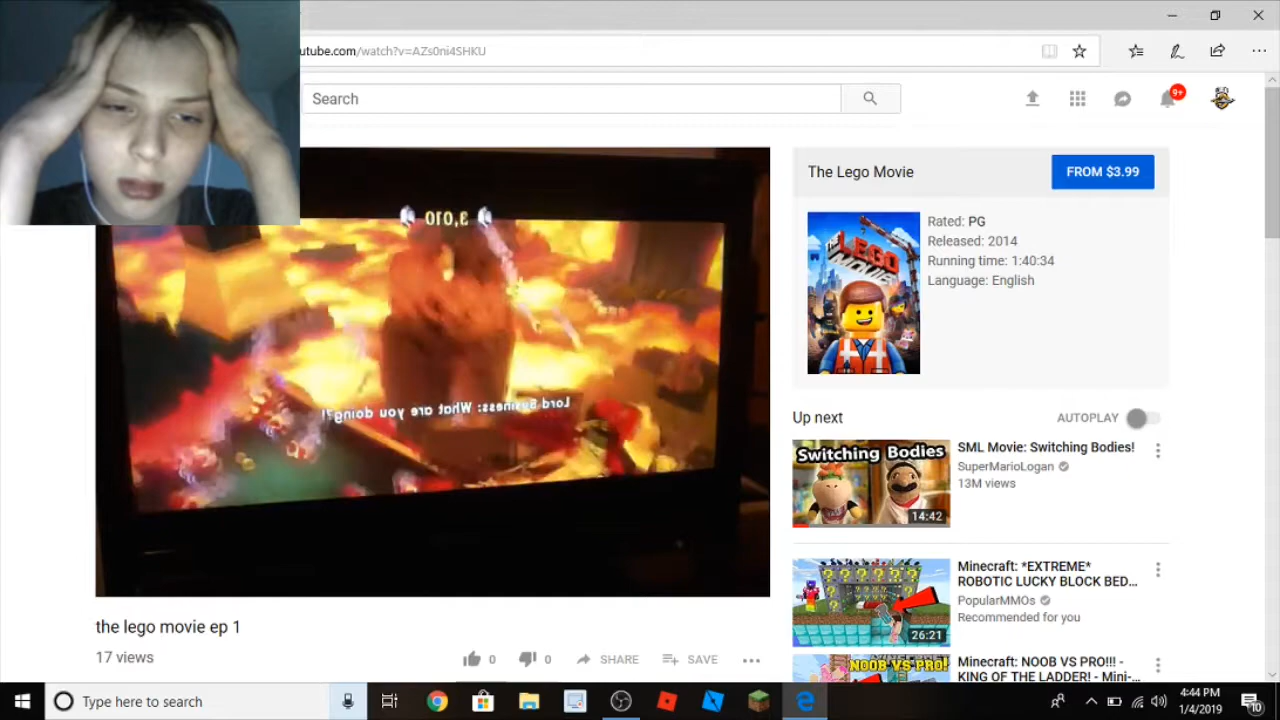 utube.com/watch?v=AZs0ni4SHKU
Search
9+
3,010
Lord Business: What are you doing?!
the lego movie ep 1
17 views
0
0
SHARE
SAVE
The Lego Movie
FROM $3.99
THE LEGO MOVIE
Rated: PG
Released: 2014
Running time: 1:40:34
Language: English
Up next
AUTOPLAY
Switching Bodies
14:42
SML Movie: Switching Bodies!
SuperMarioLogan
13M views
26:21
Minecraft: *EXTREME*
ROBOTIC LUCKY BLOCK BED...
PopularMMOs
Recommended for you
NOOB VS PRO!
Minecraft: NOOB VS PRO!!! -
KING OF THE LADDER! - Mini-
Type here to search
4:44 PM
1/4/2019
10